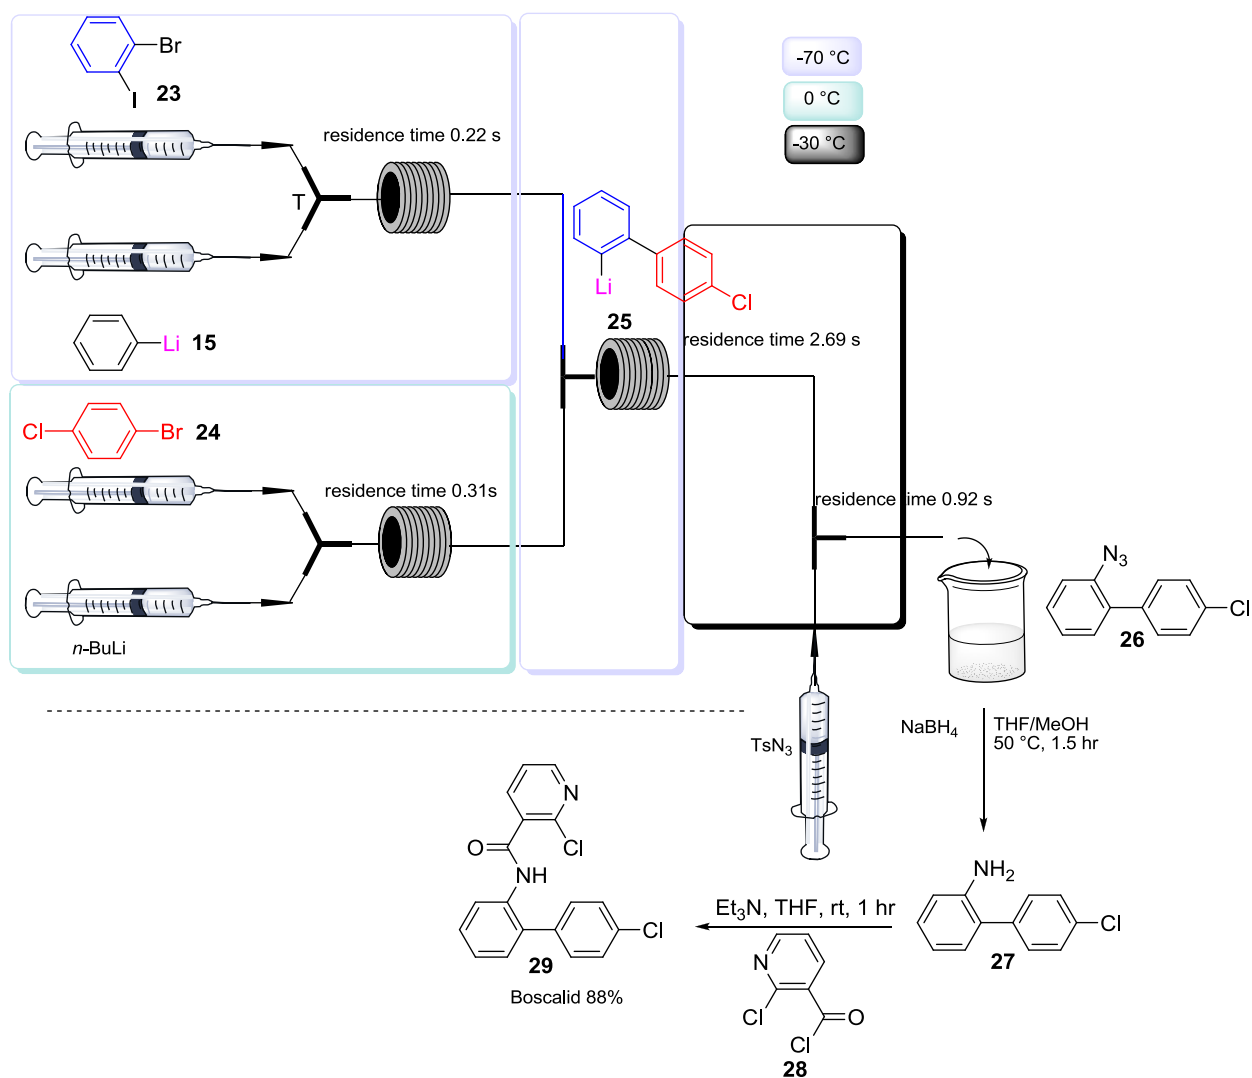 Br
I
23
residence time 0.22 s
T
Li
15
Cl
Br
24
residence time 0.31s
n-BuLi
-70 °C
0 °C
-30 °C
Li
Cl
25
residence time 2.69 s
residence time 0.92 s
TsN3
N3
Cl
26
NaBH4
THF/MeOH
50 °C, 1.5 hr
NH2
Cl
27
Et3N, THF, rt, 1 hr
N
Cl
O
Cl
28
N
O
Cl
NH
Cl
29
Boscalid 88%